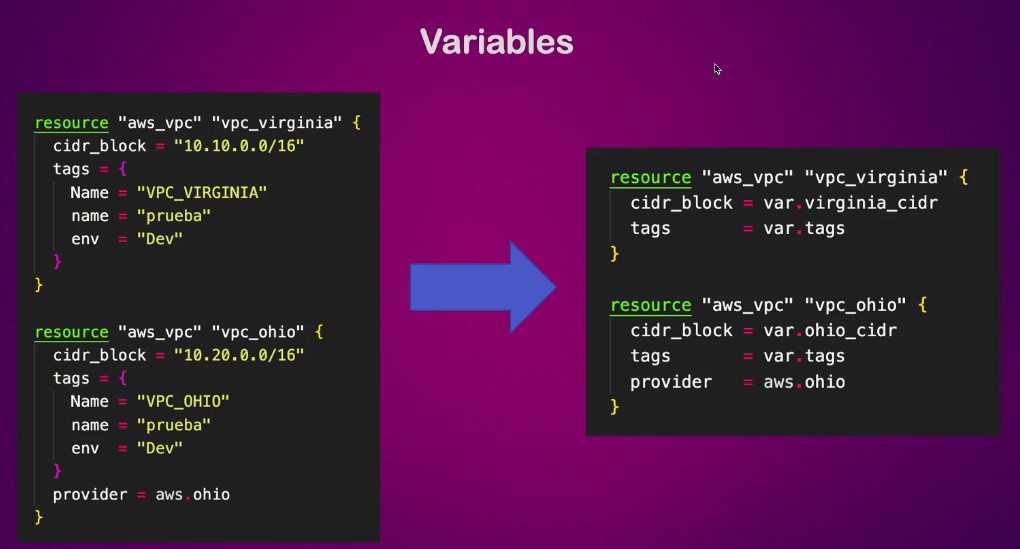 Variables
resource "aws_vpc" "vpc_virginia" {
cidr_block = "10.10.0.0/16"
tags = {
Name = "VPC_VIRGINIA"
name = "prueba"
env  = "Dev"
}
}
resource "aws_vpc" "vpc_ohio" {
cidr_block = "10.20.0.0/16"
tags = {
Name = "VPC_OHIO"
name = "prueba"
env  = "Dev"
}
provider = aws.ohio
}
resource "aws_vpc" "vpc_virginia" {
cidr_block = var.virginia_cidr
tags       = var.tags
}
resource "aws_vpc" "vpc_ohio" {
cidr_block = var.ohio_cidr
tags       = var.tags
provider   = aws.ohio
}